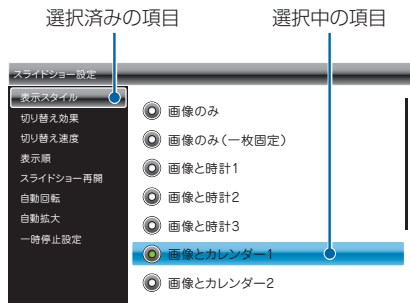 選択済みの項目
選択中の項目
スライドショー設定
表示スタイル
切り替え効果
切り替え速度
表示順
スライドショー再開
自動回転
自動拡大
一時停止設定
画像のみ
画像のみ（一枚固定）
画像と時計1
画像と時計2
画像と時計3
画像とカレンダー1
画像とカレンダー2